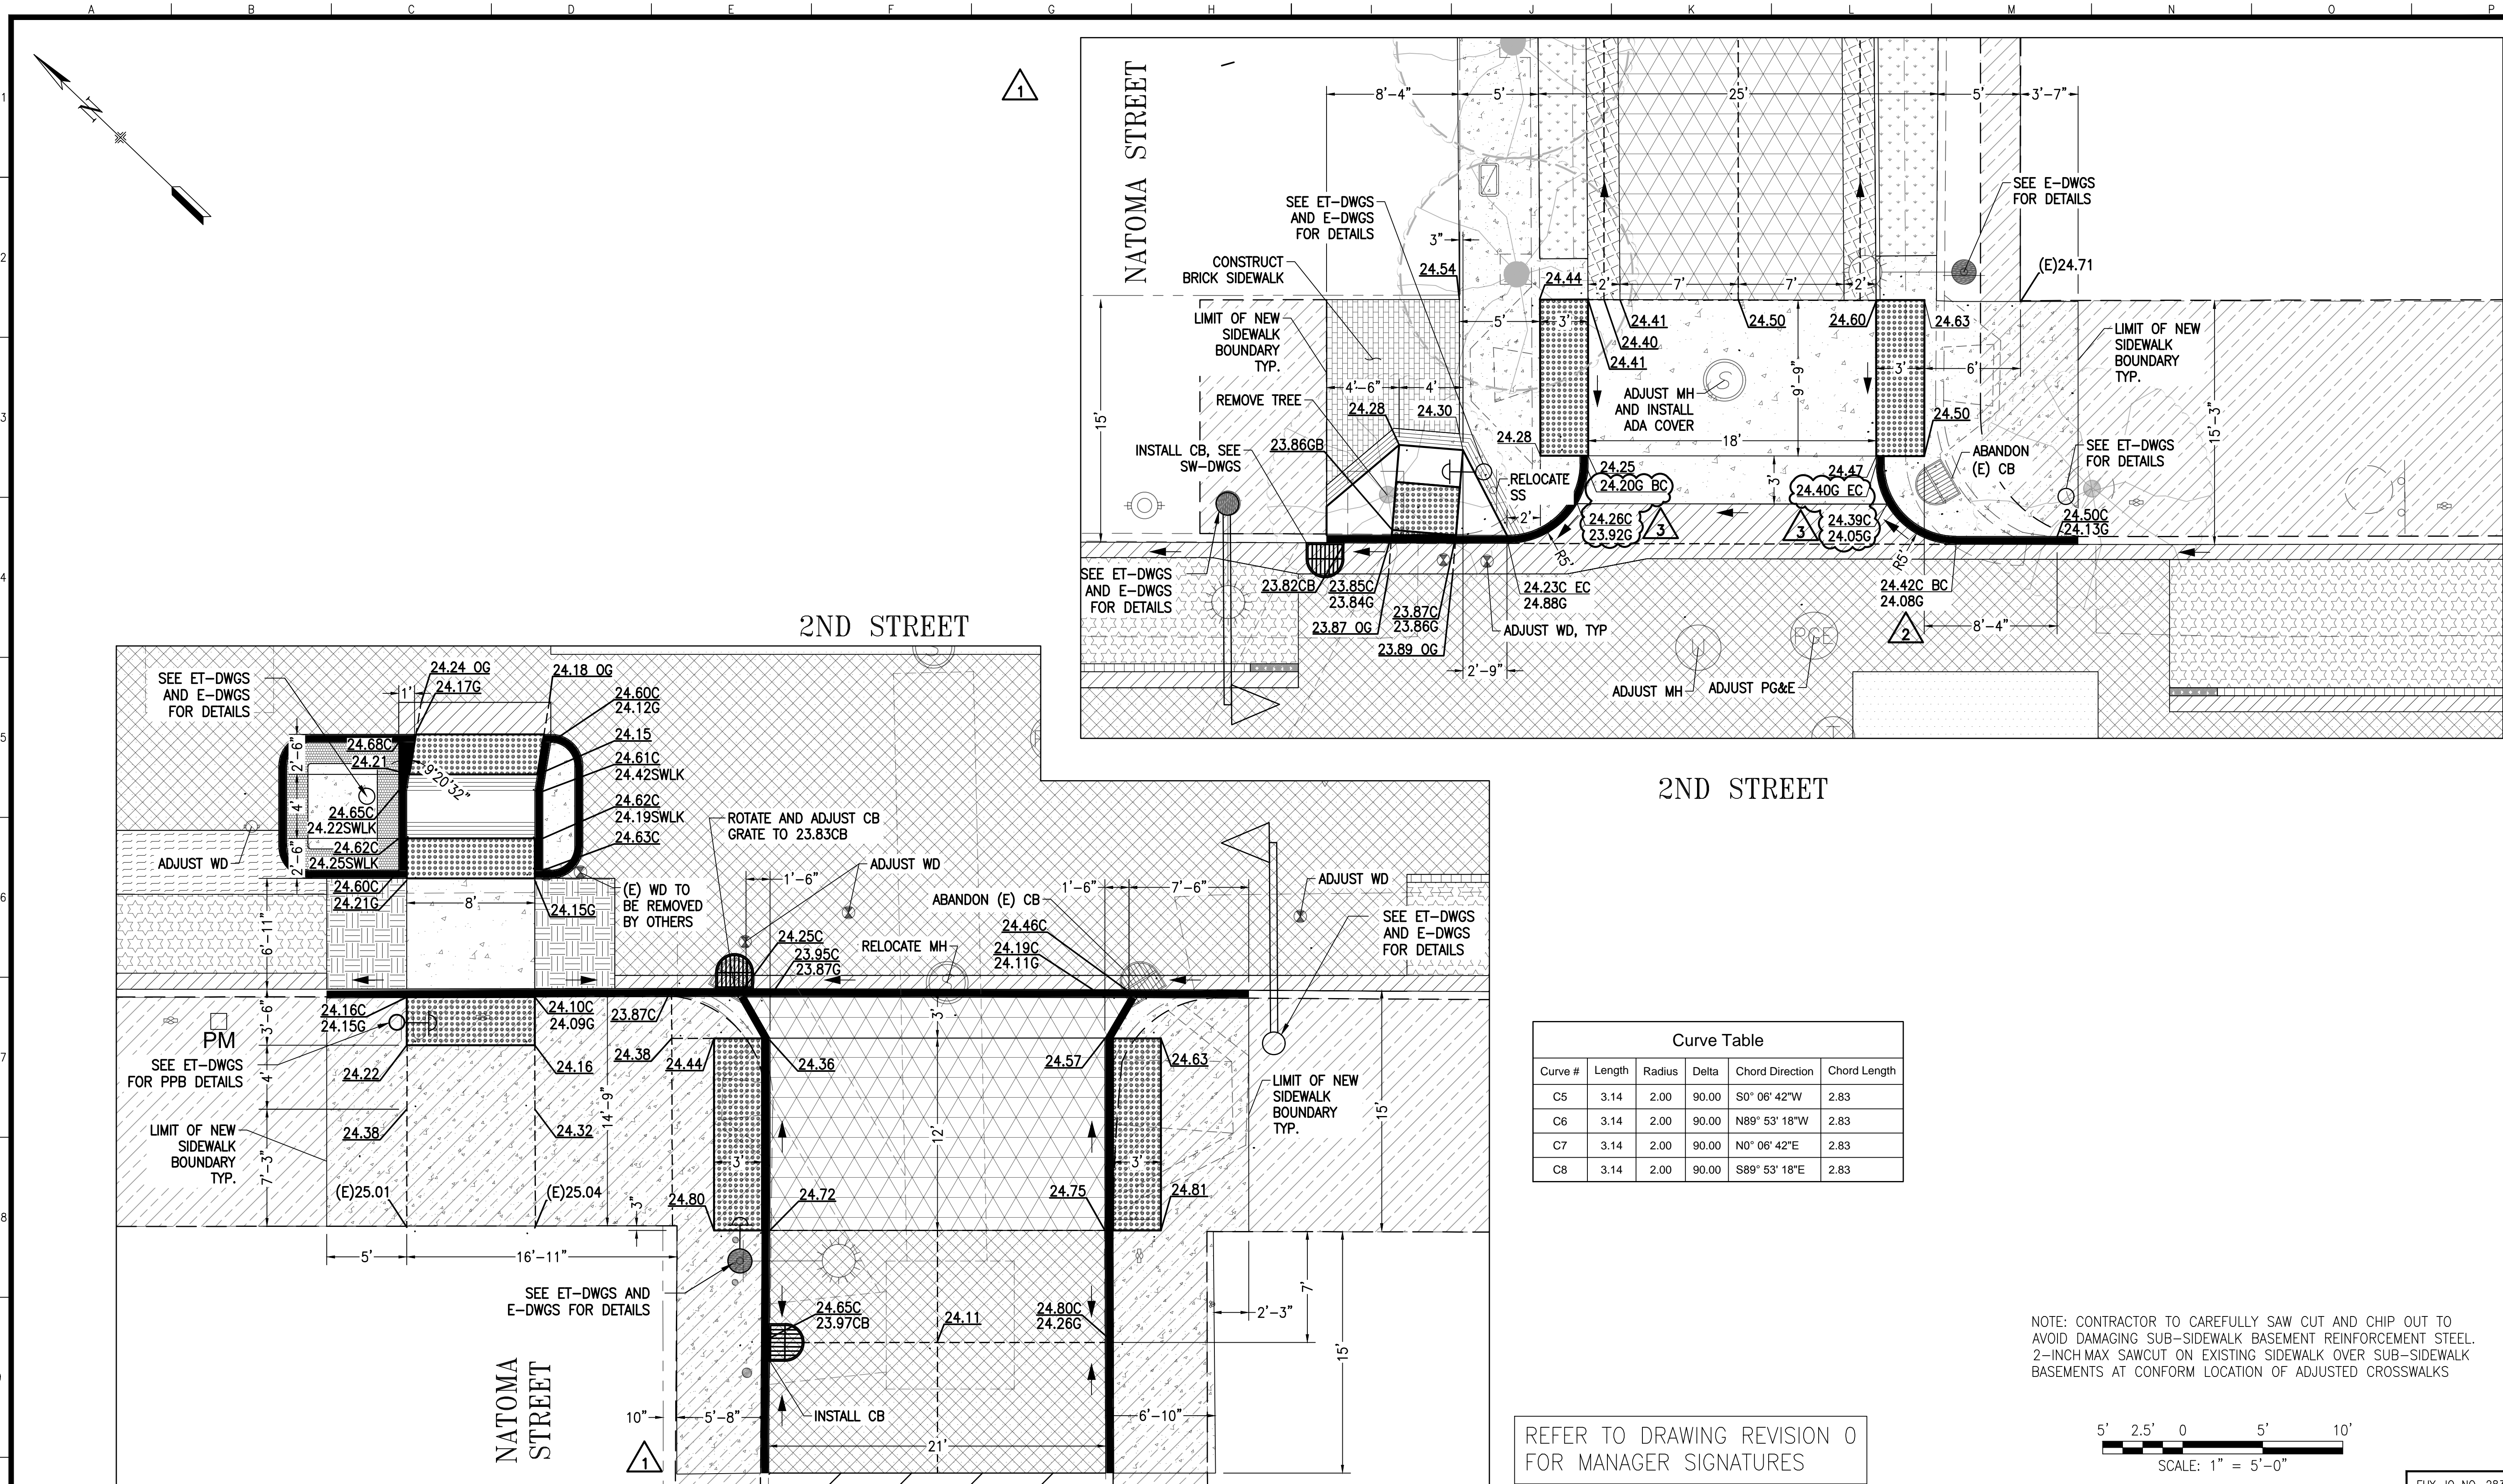 A B C D E F G H I J K L M N O P
1
2
3
4
5
6
7
8
N
1
NATOMA STREET
8'-4"
5'
25'
5'
3'-7"
SEE E-DWGS
FOR DETAILS
(E)24.71
SEE ET-DWGS
AND E-DWGS
FOR DETAILS
3"
24.54
CONSTRUCT
BRICK SIDEWALK
24.44
2'
7'
7'
2'
LIMIT OF NEW
SIDEWALK
BOUNDARY
TYP.
5'
3'
24.41
24.40
24.41
24.50
24.60
24.63
LIMIT OF NEW
SIDEWALK
BOUNDARY
TYP.
4'-6"
4'
3'
6'
9'-9"
REMOVE TREE
24.28
24.30
ADJUST MH
AND INSTALL
ADA COVER
24.50
15'
15'-3"
INSTALL CB, SEE
SW-DWGS
23.86GB
24.28
18'
ABANDON
(E) CB
SEE ET-DWGS
FOR DETAILS
RELOCATE
SS
24.25
24.20G BC
3'
24.47
24.40G EC
2'
24.26C
23.92G
3
3
24.39C
24.05G
24.50C
24.13G
R5'
R5'
SEE ET-DWGS
AND E-DWGS
FOR DETAILS
23.82CB
23.85C
23.84G
23.87C
23.86G
24.23C EC
24.88G
24.42C BC
24.08G
2
8'-4"
23.87 OG
23.89 OG
ADJUST WD, TYP
2'-9"
U
PGE
ADJUST MH
ADJUST PG&E
2ND STREET
2ND STREET
SEE ET-DWGS
AND E-DWGS
FOR DETAILS
1'
24.24 OG
24.17G
24.18 OG
24.60C
24.12G
24.15
24.61C
24.42SWLK
24.62C
24.19SWLK
24.63C
2'-6"
4'
2'-6"
24.68C
24.21
9°20'32"
24.65C
24.22SWLK
24.62C
24.25SWLK
ADJUST WD
24.60C
24.21G
8'
24.15G
(E) WD TO
BE REMOVED
BY OTHERS
ROTATE AND ADJUST CB
GRATE TO 23.83CB
ADJUST WD
1'-6"
1'-6"
7'-6"
ADJUST WD
ABANDON (E) CB
SEE ET-DWGS
AND E-DWGS
FOR DETAILS
6'-11"
24.25C
23.95C
23.87G
RELOCATE MH
24.46C
24.19C
24.11G
24.16C
24.15G
24.10C
24.09G
23.87C
3'-6"
3'
PM
SEE ET-DWGS
FOR PPB DETAILS
4'
24.22
24.16
24.38
24.44
24.36
24.57
24.63
14'-9"
LIMIT OF NEW
SIDEWALK
BOUNDARY
TYP.
24.38
24.32
12'
15'
LIMIT OF NEW
SIDEWALK
BOUNDARY
TYP.
7'-3"
3'
3'
(E)25.01
(E)25.04
24.80
24.72
24.75
24.81
3"
5'
16'-11"
SEE ET-DWGS AND
E-DWGS FOR DETAILS
24.65C
23.97CB
24.11
24.80C
24.26G
7'
2'-3"
15'
NATOMA
STREET
10"
5'-8"
INSTALL CB
6'-10"
21'
1
Curve Table
Curve # Length Radius Delta Chord Direction Chord Length
C5 3.14 2.00 90.00 S0° 06' 42"W 2.83
C6 3.14 2.00 90.00 N89° 53' 18"W 2.83
C7 3.14 2.00 90.00 N0° 06' 42"E 2.83
C8 3.14 2.00 90.00 S89° 53' 18"E 2.83
NOTE: CONTRACTOR TO CAREFULLY SAW CUT AND CHIP OUT TO
AVOID DAMAGING SUB-SIDEWALK BASEMENT REINFORCEMENT STEEL.
2-INCH MAX SAWCUT ON EXISTING SIDEWALK OVER SUB-SIDEWALK
BASEMENTS AT CONFORM LOCATION OF ADJUSTED CROSSWALKS
REFER TO DRAWING REVISION 0
FOR MANAGER SIGNATURES
5' 2.5' 0 5' 10'
SCALE: 1" = 5'-0"